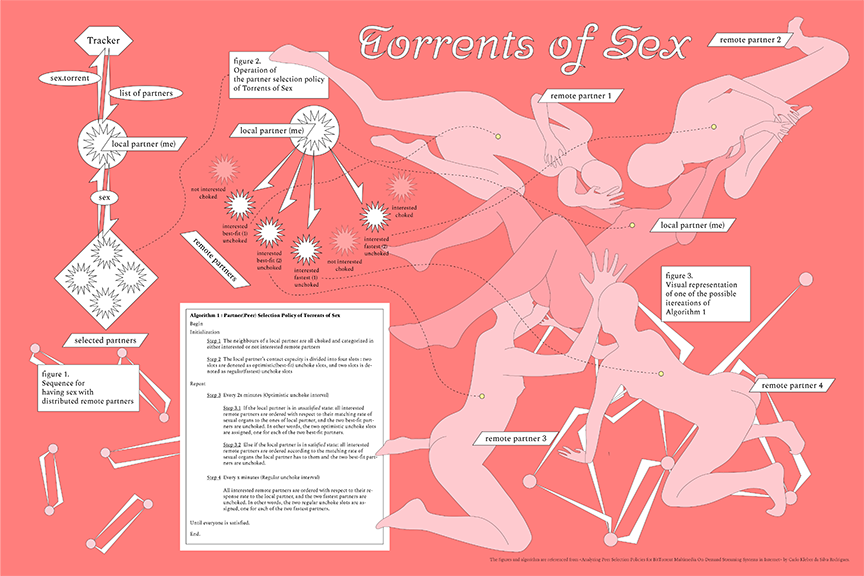 Torrents of Sex
Tracker
sex.torrent
list of partners
local partner (me)
sex
selected partners
figure 1.
Sequence for
having sex with
distributed remote partners
figure 2.
Operation of
the partner selection policy
of Torrents of Sex
local partner (me)
not interested
choked
interested
best-fit (1)
unchoked
interested
best-fit (2)
unchoked
interested
fastest (1)
unchoked
not interested
choked
interested
fastest (2)
unchoked
interested
choked
remote partners
remote partner 1
remote partner 2
local partner (me)
figure 3.
Visual representation
of one of the possible
itereations of
Algorithm 1
remote partner 4
remote partner 3
Algorithm 1 : Partner(Peer) Selection Policy of Torrents of Sex
Begin
Initialization
Step 1 The neighbours of a local partner are all choked and categorized in
either interested or not interested remote partners
Step 2 The local partner's contact capacity is divided into four slots : two
slots are denoted as optimistic(best-fit) unchoke slots, and two slots is de-
noted as regular(fastest) unchoke slots
Repeat
Step 3 Every 2x minutes (Optimistic unchoke interval)
Step 3.1 If the local partner is in unsatisfied state: all interested
remote partners are ordered with respect to their matching rate of
sexual organs to the ones of local partner, and the two best-fit part-
ners are unchoked. In other words, the two optimistic unchoke slots
are assigned, one for each of the two best-fit partners.
Step 3.2 Else if the local partner is in satisfied state: all interested
remote partners are ordered according to the matching rate of
sexual organs the local partner has to them and the two best-fit part-
ners are unchoked.
Step 4 Every x minutes (Regular unchoke interval)
All interested remote partners are ordered with respect to their re-
sponse rate to the local partner, and the two fastest partners are
unchoked. In other words, the two regular unchoke slots are as-
signed, one for each of the two fastest partners.
Until everyone is satisfied.
End.
The figures and algorithm are referenced from <Analyzing Peer Selection Policies for BitTorrent Multimedia On-Demand Streaming Systems in Internet> by Carlo Kleber da Silva Rodrigues